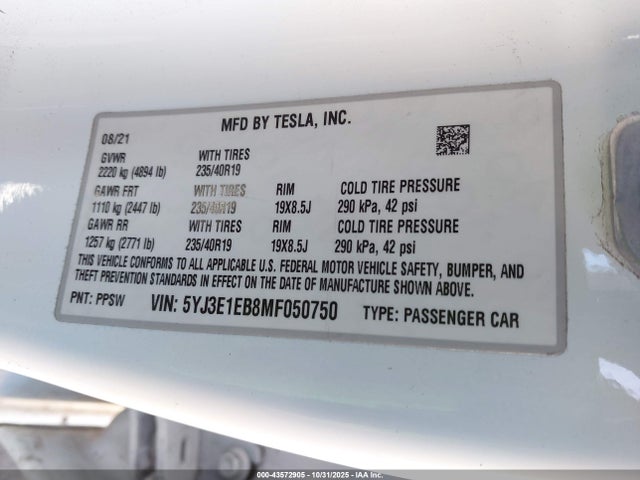 MFD BY TESLA, INC.
08/21
GVWR WITH TIRES
2220 kg (4894 lb) 235/40R19
GAWR FRT WITH TIRES RIM COLD TIRE PRESSURE
1110 kg (2447 lb) 235/40R19 19X8.5J 290 kPa, 42 psi
GAWR RR WITH TIRES RIM COLD TIRE PRESSURE
1257 kg (2771 lb) 235/40R19 19X8.5J 290 kPa, 42 psi
THIS VEHICLE CONFORMS TO ALL APPLICABLE U.S. FEDERAL MOTOR VEHICLE SAFETY, BUMPER, AND
THEFT PREVENTION STANDARDS IN EFFECT ON THE DATE OF MANUFACTURE SHOWN ABOVE.
PNT: PPSW VIN: 5YJ3E1EB8MF050750 TYPE: PASSENGER CAR
000-43572905 - 10/31/2025 - IAA Inc.